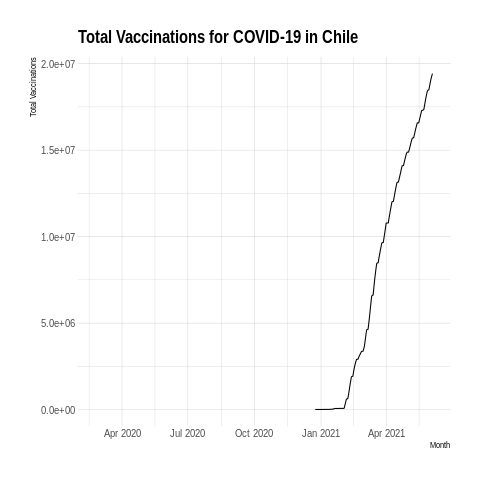 Total Vaccinations for COVID-19 in Chile
Total Vaccinations
2.0e+07
1.5e+07
1.0e+07
5.0e+06
0.0e+00
Apr 2020 Jul 2020 Oct 2020 Jan 2021 Apr 2021
Month